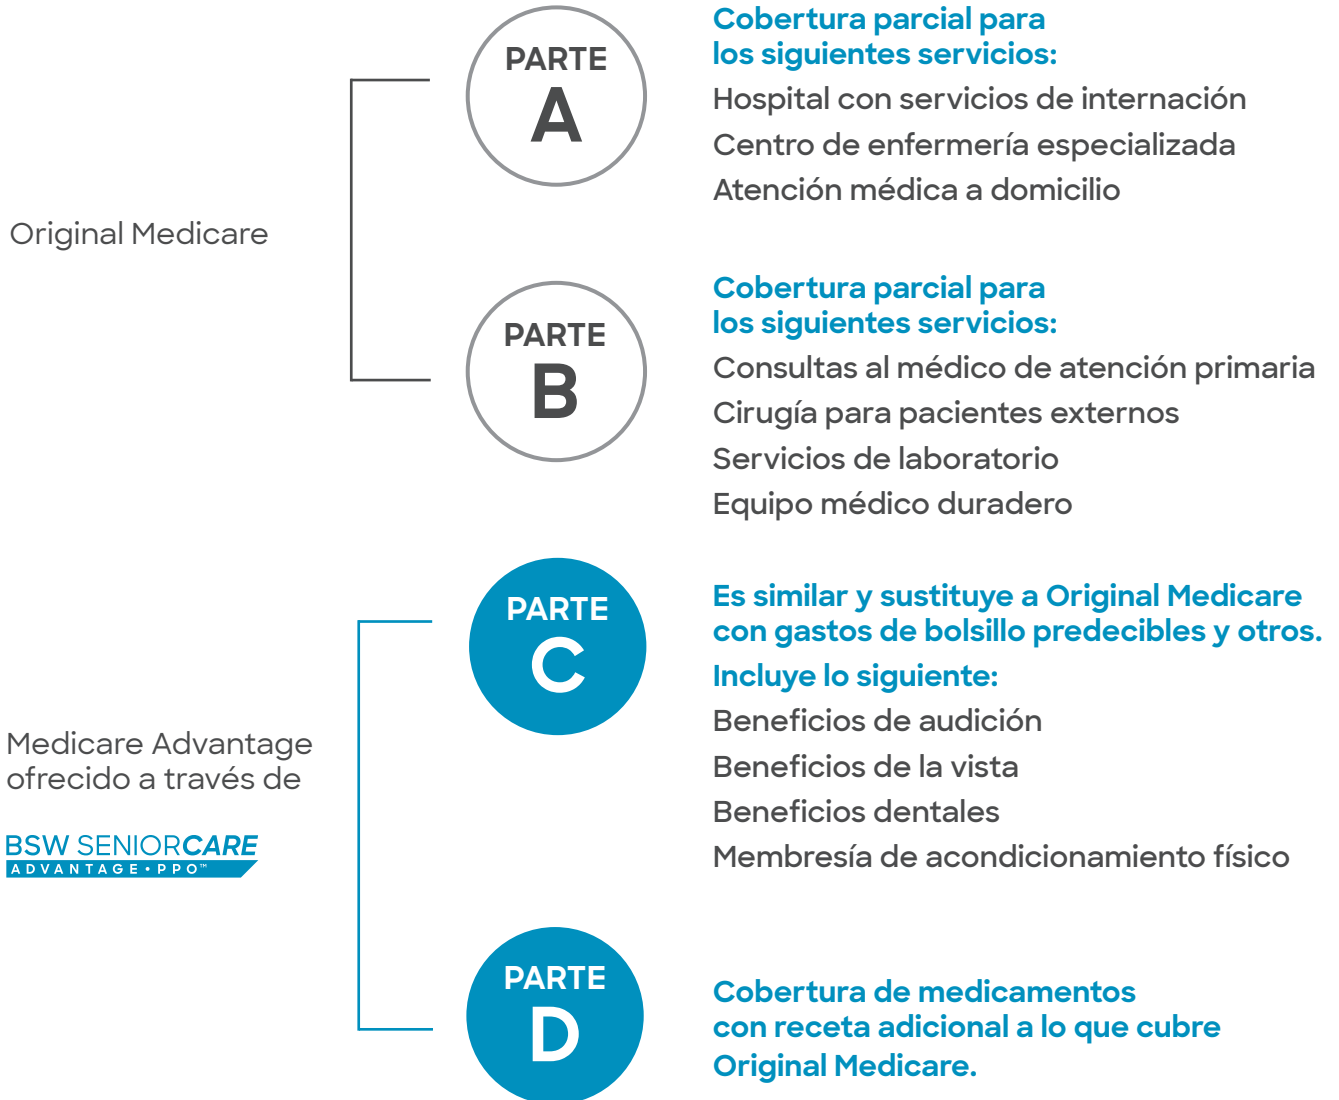 Original Medicare
PARTE
A
Cobertura parcial para
los siguientes servicios:
Hospital con servicios de internación
Centro de enfermería especializada
Atención médica a domicilio
PARTE
B
Cobertura parcial para
los siguientes servicios:
Consultas al médico de atención primaria
Cirugía para pacientes externos
Servicios de laboratorio
Equipo médico duradero
Medicare Advantage
ofrecido a través de
BSW SENIORCARE
ADVANTAGE • PPO™
PARTE
C
Es similar y sustituye a Original Medicare
con gastos de bolsillo predecibles y otros.
Incluye lo siguiente:
Beneficios de audición
Beneficios de la vista
Beneficios dentales
Membresía de acondicionamiento físico
PARTE
D
Cobertura de medicamentos
con receta adicional a lo que cubre
Original Medicare.